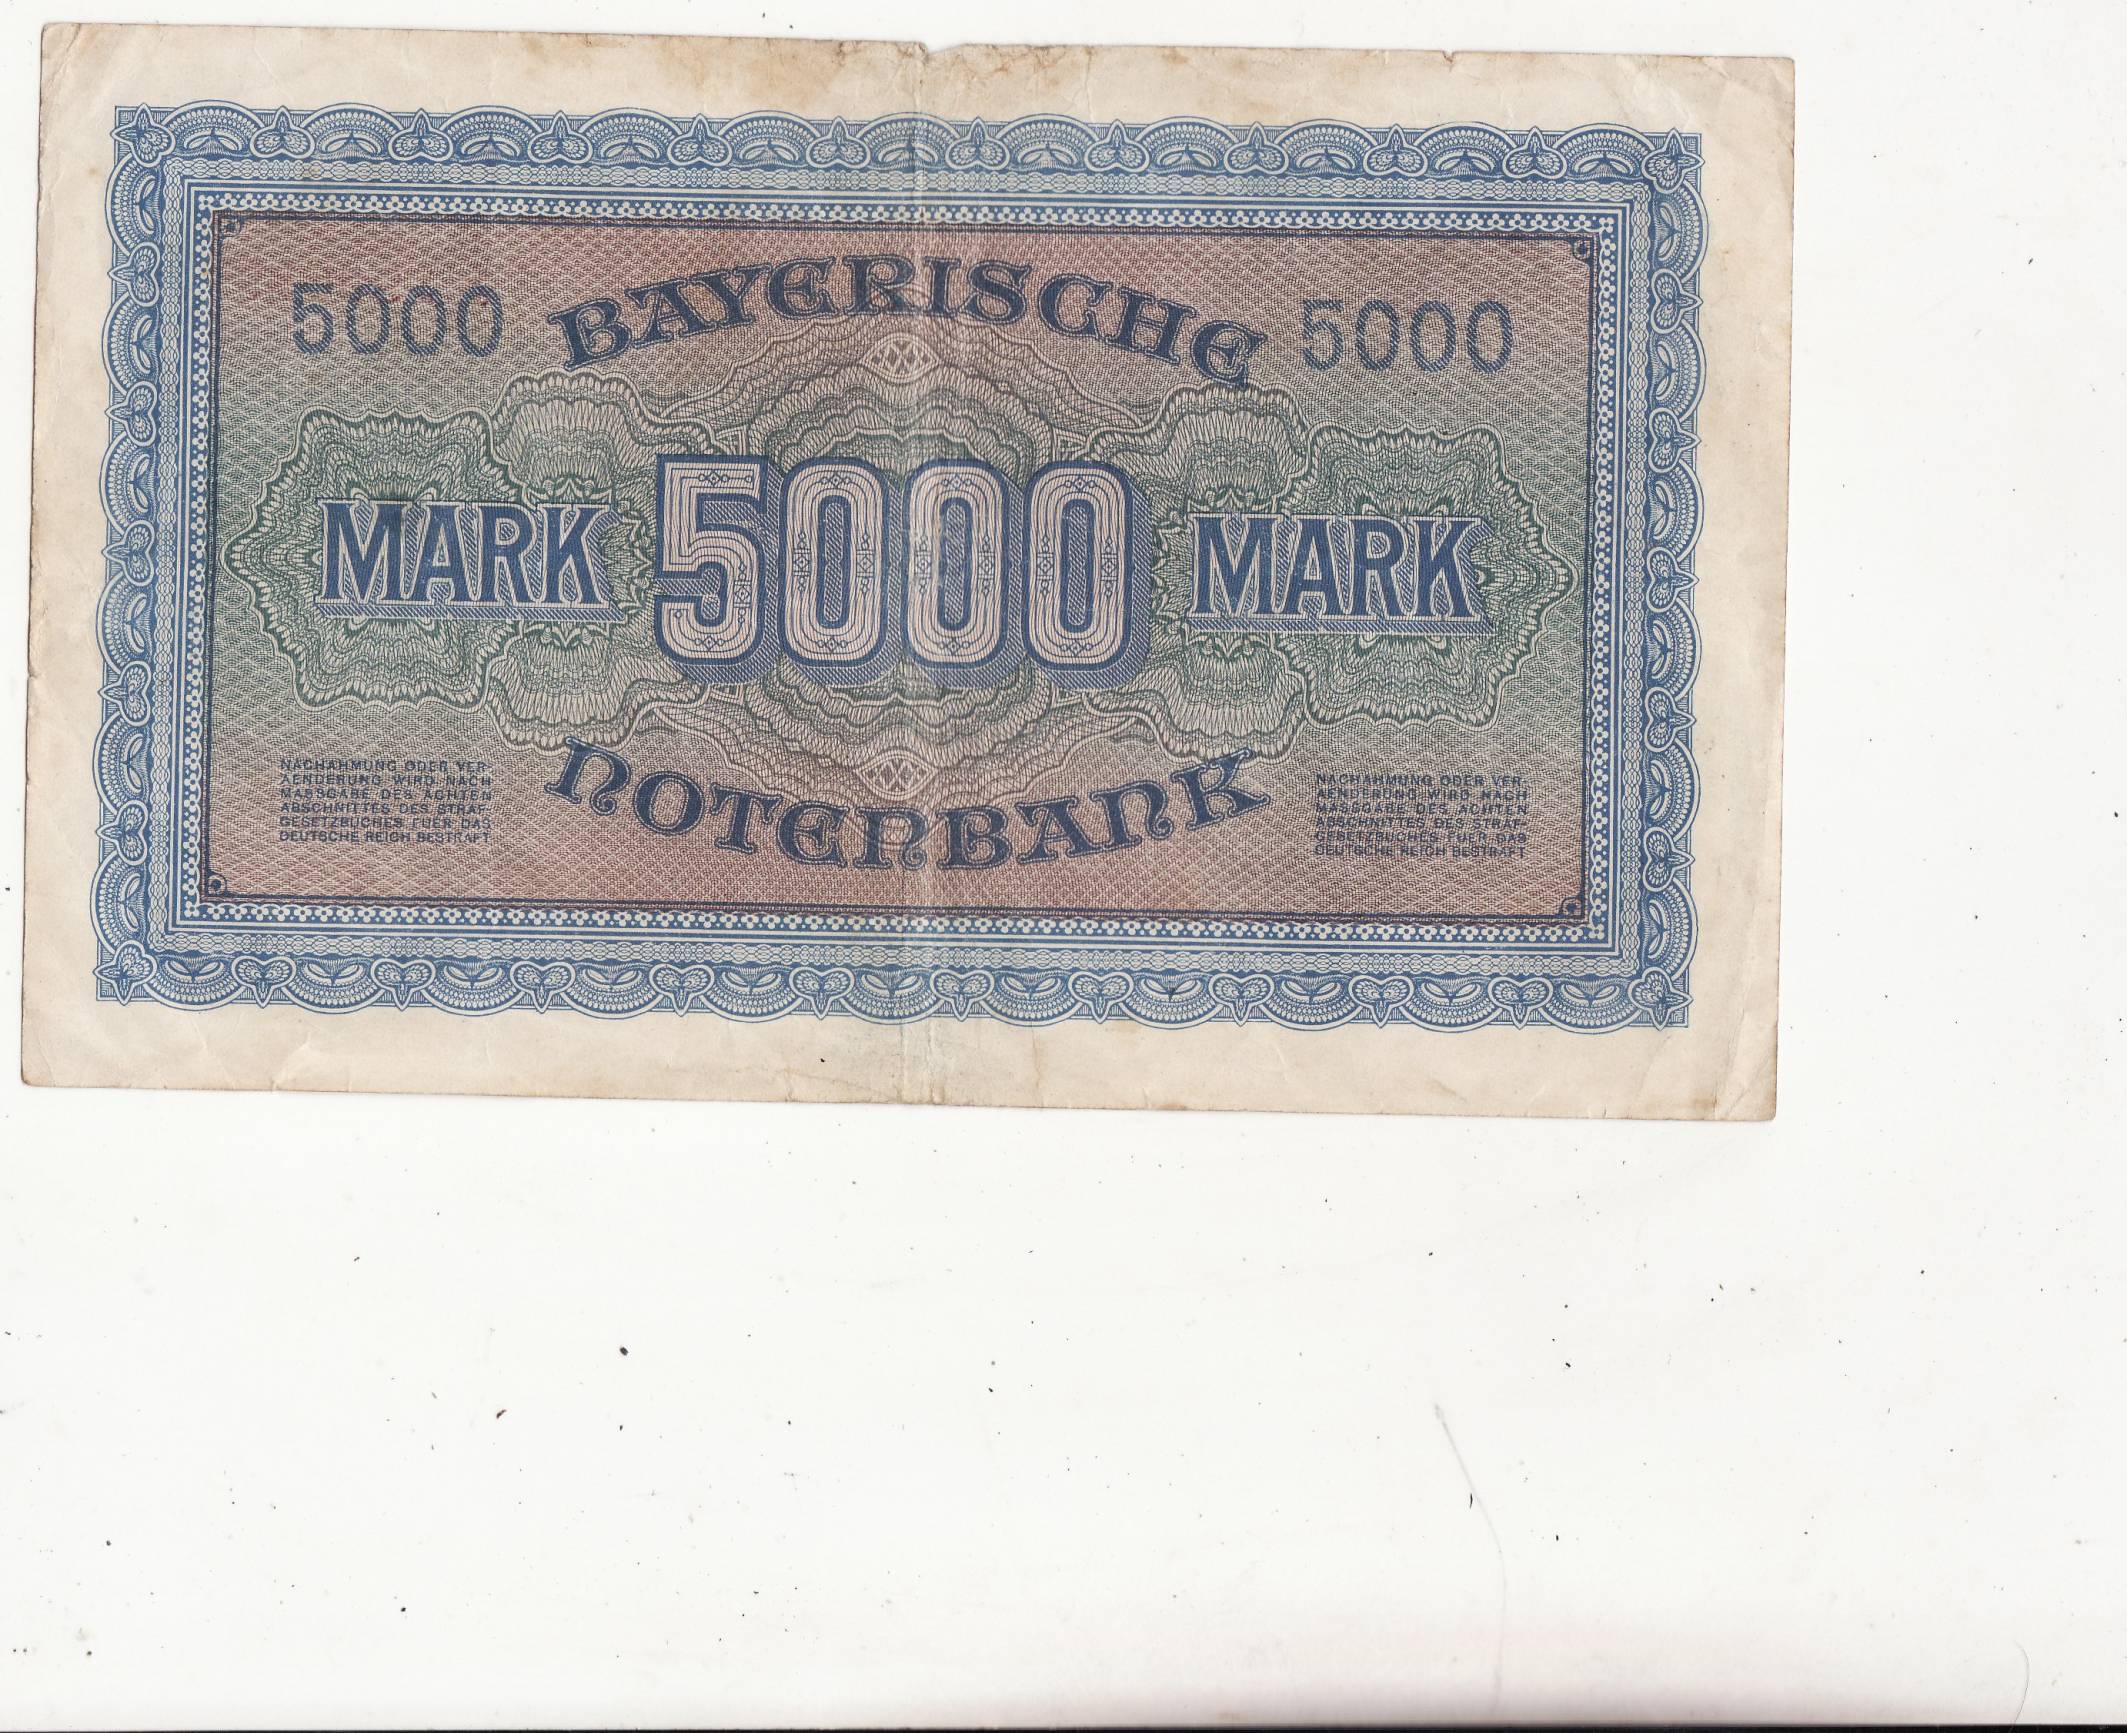 5000 BAYERISCHE 5000
MARK 5000 MARK
NOTENBANK
NACHAHMUNG ODER VER-
AENDERUNG WIRD NACH
MASSGABE DES ACHTEN
ABSCHNITTES DES STRAF-
GESETZBUCHES FUER DAS
DEUTSCHE REICH BESTRAFT
NACHAHMUNG ODER VER-
AENDERUNG WIRD NACH
MASSGABE DES ACHTEN
ABSCHNITTES DES STRAF-
GESETZBUCHES FUER DAS
DEUTSCHE REICH BESTRAFT